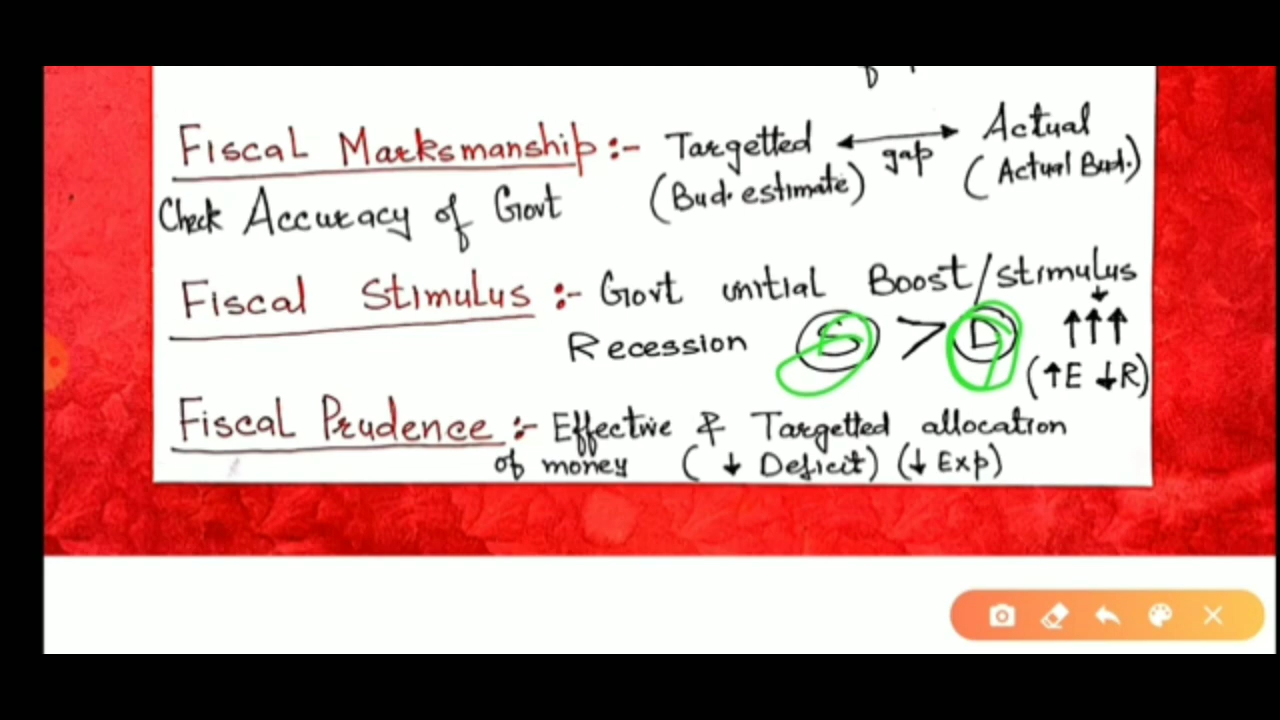 Fiscal Marksmanship :- Targetted ↔ Actual
gap
Check Accuracy of Govt (Bud. estimate) (Actual Bud.)
Fiscal Stimulus :- Govt initial Boost/stimulus
Recession S > D ↑↑↑
(↑E ↓R)
Fiscal Prudence :- Effective & Targetted allocation
of money (↓ Deficit) (↓ Exp)